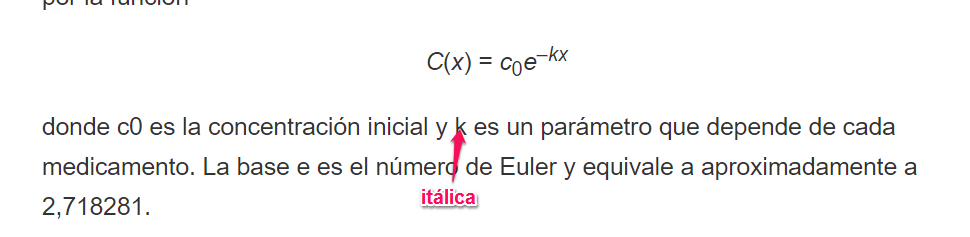 por la función
C(x) = c₀e⁻ᵏˣ
donde c0 es la concentración inicial y k es un parámetro que depende de cada
medicamento. La base e es el número de Euler y equivale a aproximadamente a
2,718281.
itálica